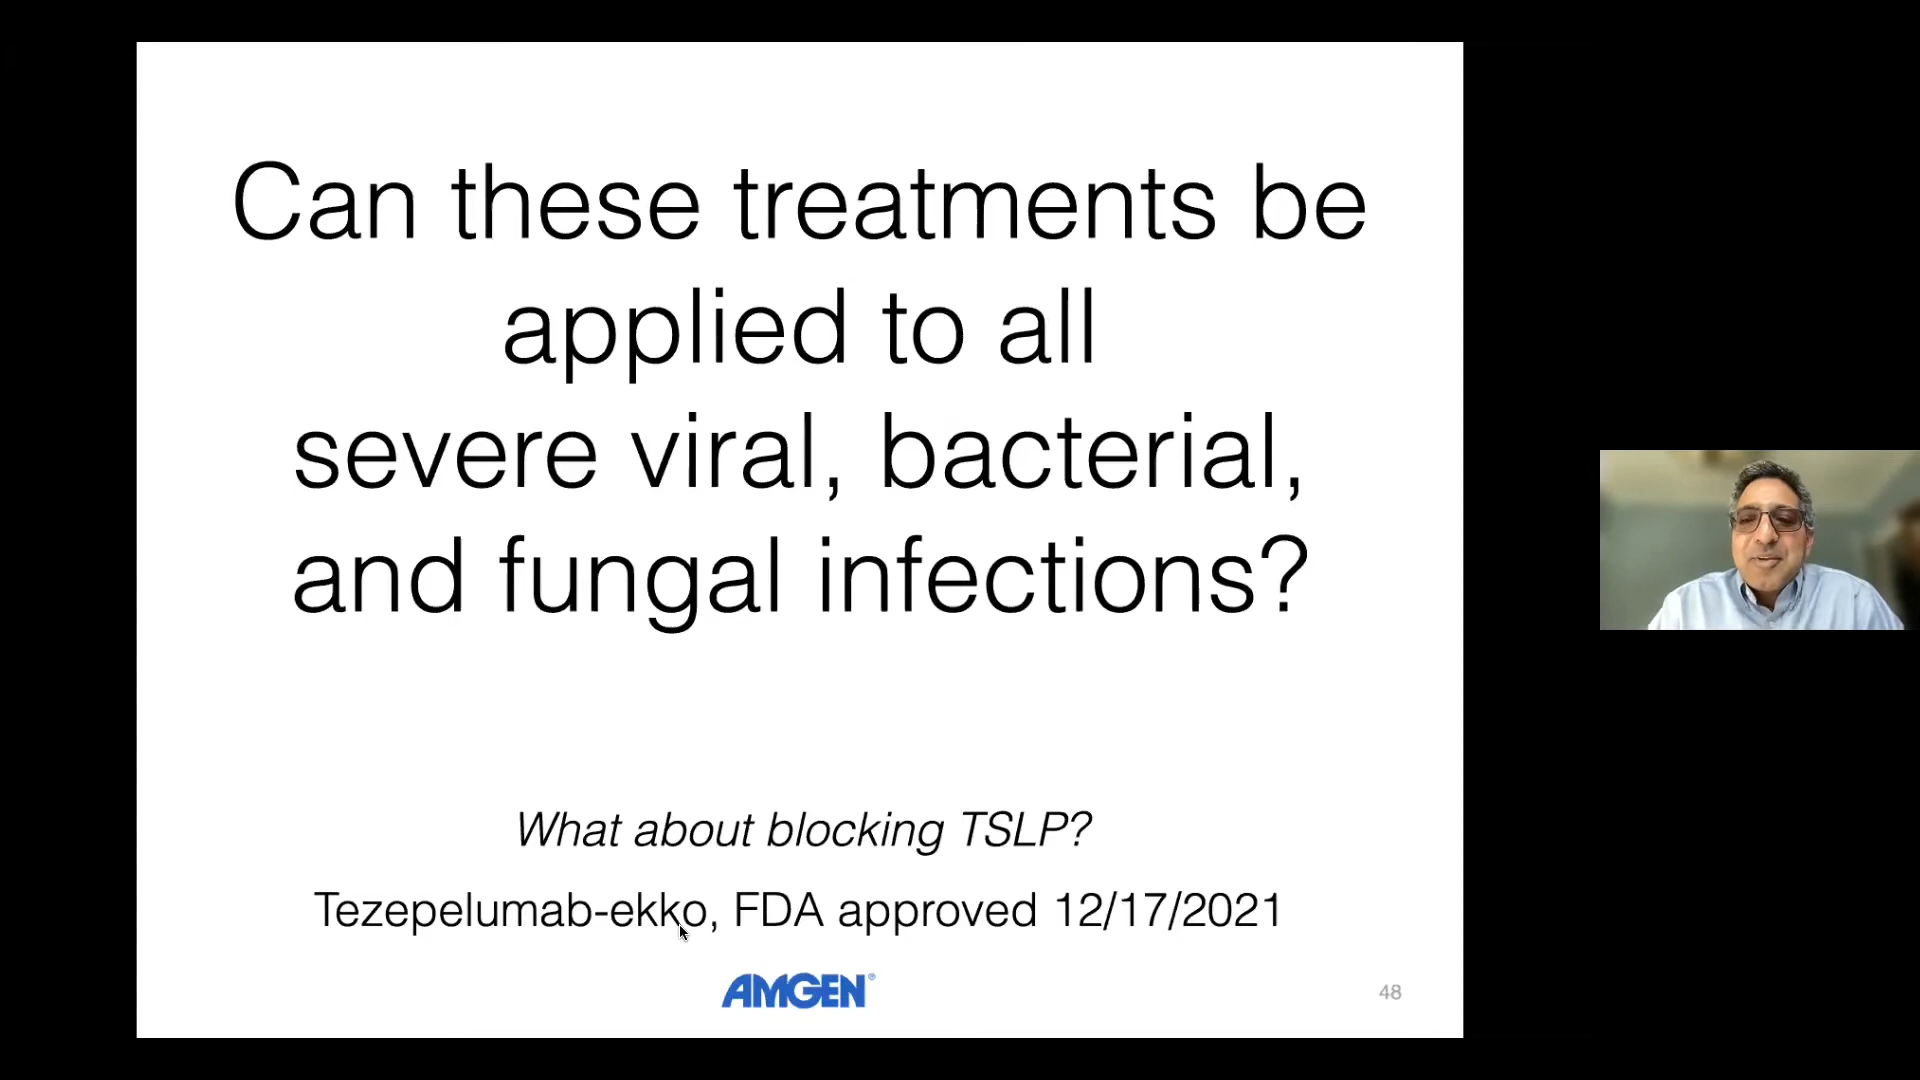 Can these treatments be
applied to all
severe viral, bacterial,
and fungal infections?
What about blocking TSLP?
Tezepelumab-ekko, FDA approved 12/17/2021
AMGEN®
48